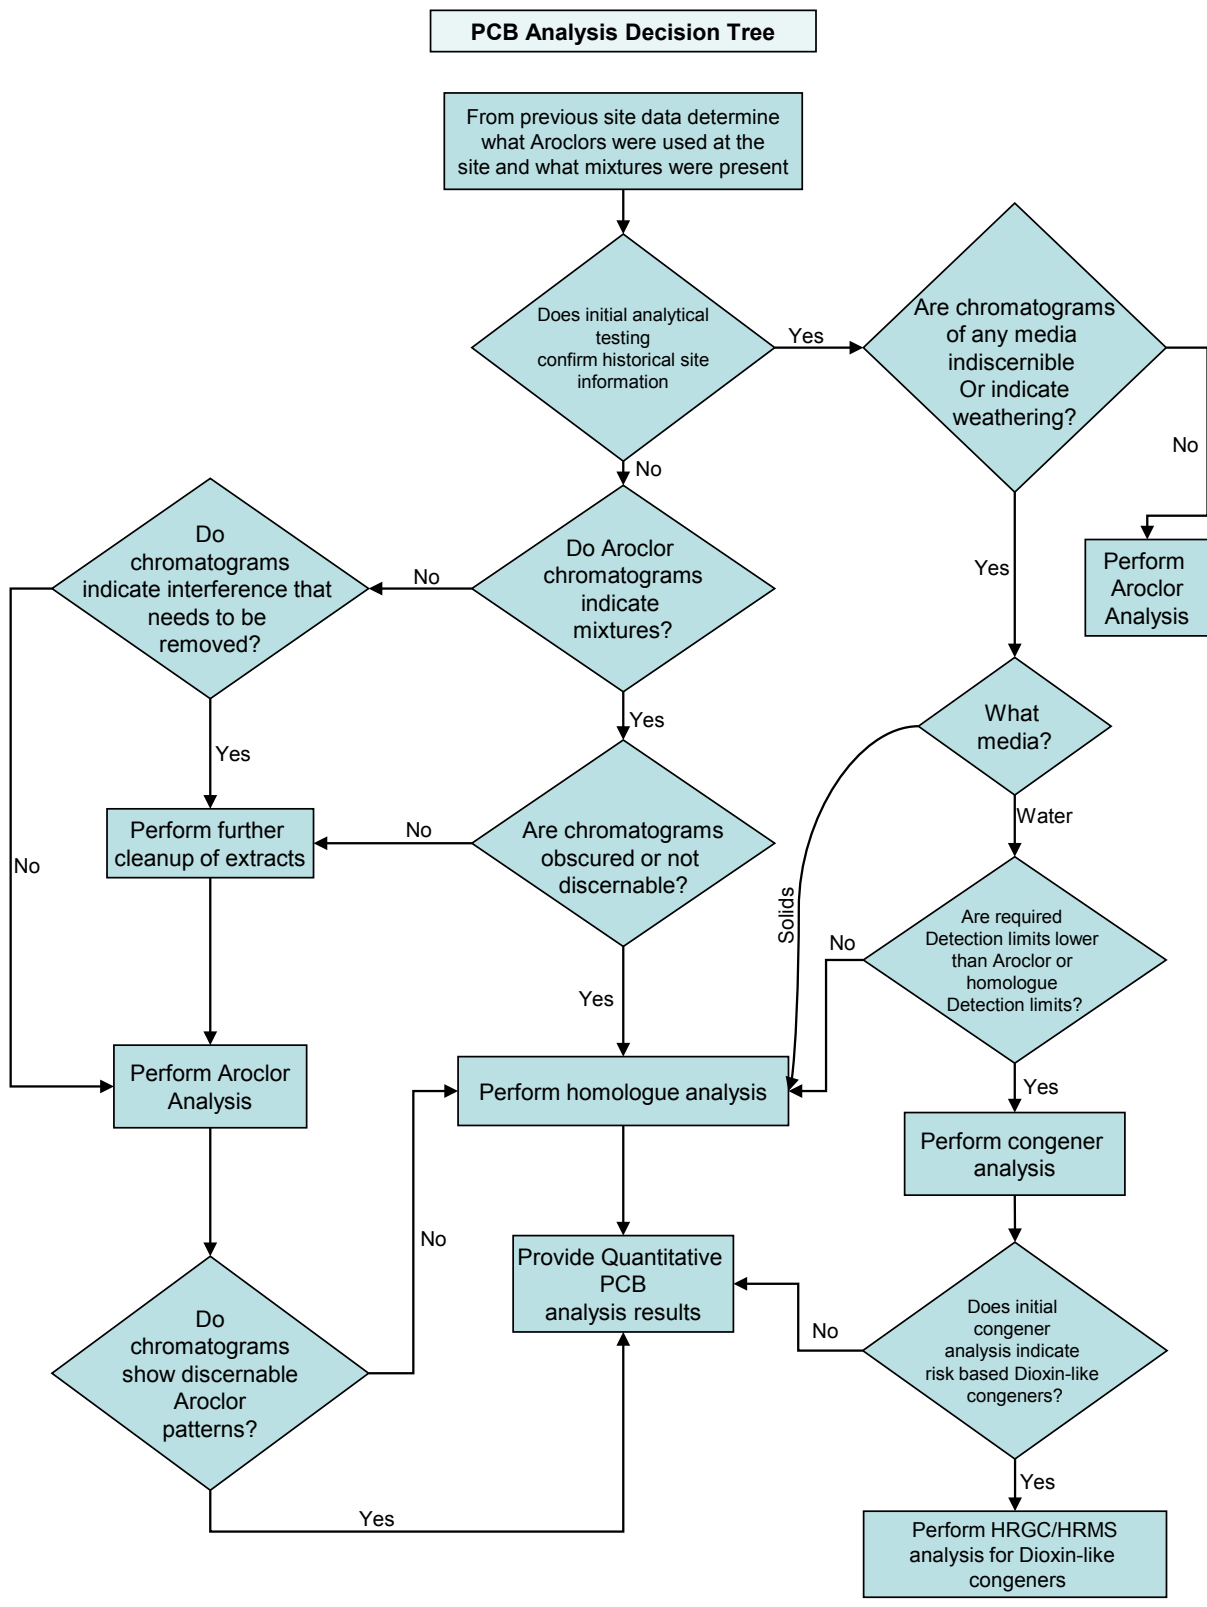 PCB Analysis Decision Tree
From previous site data determine
what Aroclors were used at the
site and what mixtures were present
Does initial analytical
testing
confirm historical site
information
Yes
Are chromatograms
of any media
indiscernible
Or indicate
weathering?
No
Perform
Aroclor
Analysis
No
Do
chromatograms
indicate interference that
needs to be
removed?
No
Do Aroclor
chromatograms
indicate
mixtures?
Yes
What
media?
Yes
Yes
Perform further
cleanup of extracts
No
Are chromatograms
obscured or not
discernable?
Water
Solids
No
Are required
Detection limits lower
than Aroclor or
homologue
Detection limits?
No
Yes
Perform Aroclor
Analysis
Perform homologue analysis
Yes
Perform congener
analysis
No
Provide Quantitative
PCB
analysis results
Do
chromatograms
show discernable
Aroclor
patterns?
No
Does initial
congener
analysis indicate
risk based Dioxin-like
congeners?
Yes
Yes
Perform HRGC/HRMS
analysis for Dioxin-like
congeners